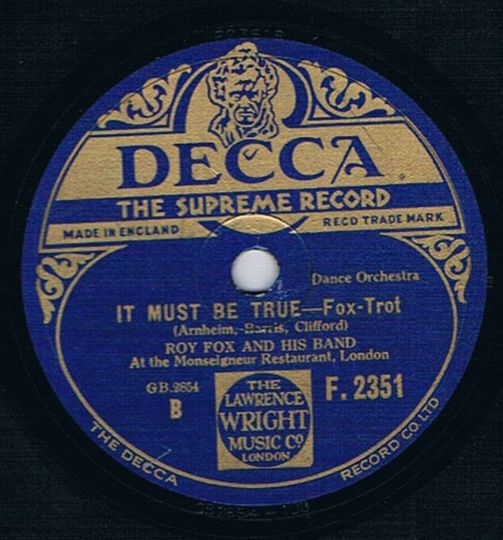 DECCA
THE SUPREME RECORD
MADE IN ENGLAND
REGD TRADE MARK
Dance Orchestra
IT MUST BE TRUE—Fox-Trot
(Arnheim, Barris, Clifford)
ROY FOX AND HIS BAND
At the Monseigneur Restaurant, London
GB.2854
B
THE
LAWRENCE
WRIGHT
MUSIC Co.
LONDON
F. 2351
THE DECCA RECORD CO LTD